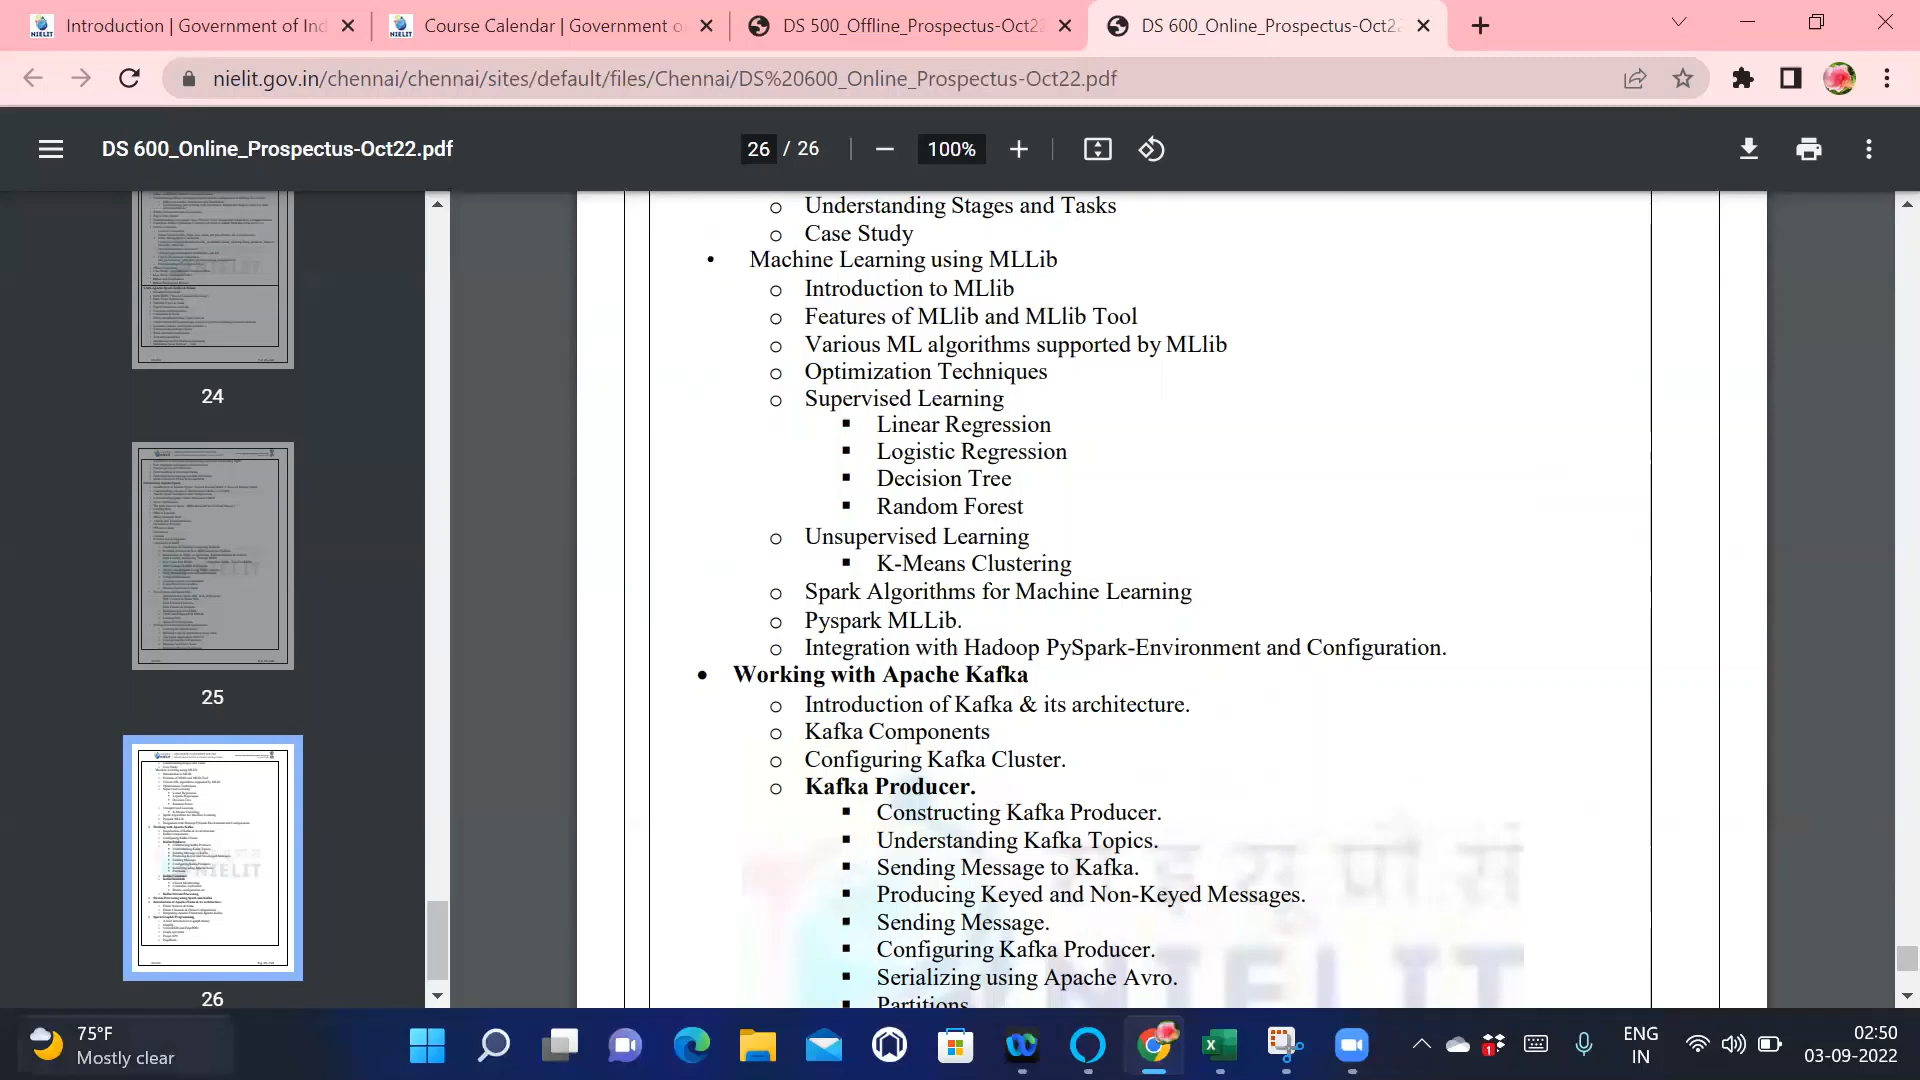 Introduction | Government of Ind
Course Calendar | Government o
DS 500_Offline_Prospectus-Oct22
DS 600_Online_Prospectus-Oct22
nielit.gov.in/chennai/chennai/sites/default/files/Chennai/DS%20600_Online_Prospectus-Oct22.pdf
DS 600_Online_Prospectus-Oct22.pdf
26 / 26
100%
24
25
26
o Understanding Stages and Tasks
o Case Study
• Machine Learning using MLLib
o Introduction to MLlib
o Features of MLlib and MLlib Tool
o Various ML algorithms supported by MLlib
o Optimization Techniques
o Supervised Learning
▪ Linear Regression
▪ Logistic Regression
▪ Decision Tree
▪ Random Forest
o Unsupervised Learning
▪ K-Means Clustering
o Spark Algorithms for Machine Learning
o Pyspark MLLib.
o Integration with Hadoop PySpark-Environment and Configuration.
• Working with Apache Kafka
o Introduction of Kafka & its architecture.
o Kafka Components
o Configuring Kafka Cluster.
o Kafka Producer.
▪ Constructing Kafka Producer.
▪ Understanding Kafka Topics.
▪ Sending Message to Kafka.
▪ Producing Keyed and Non-Keyed Messages.
▪ Sending Message.
▪ Configuring Kafka Producer.
▪ Serializing using Apache Avro.
▪ Partitions
NIELIT
75°F
Mostly clear
ENG
IN
02:50
03-09-2022